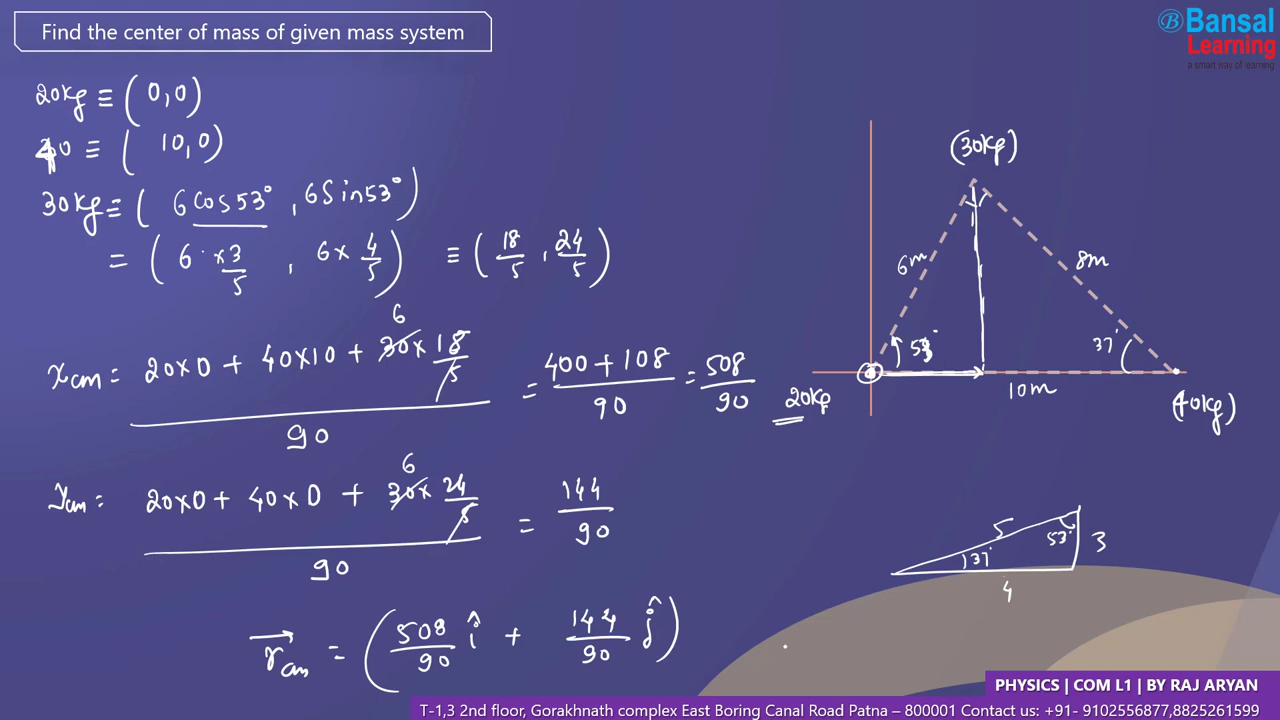 Find the center of mass of given mass system
Bansal
Learning
a smart way of learning
20kg ≡ (0,0)
40 ≡ (10,0)
30kg ≡ (6cos53°, 6Sin53°)
= (6 × 3/5, 6 × 4/5) ≡ (18/5, 24/5)
6
xcm = (20×0 + 40×10 + 30×18/5)/90 = (400+108)/90 = 508/90
6
ycm = (20×0 + 40×0 + 30×24/5)/90 = 144/90
r⃗cm = (508/90 î + 144/90 ĵ)
(30kg)
6m
8m
53°
37°
10m
20kg
(40kg)
5
53°
3
37°
4
PHYSICS | COM L1 | BY RAJ ARYAN
T-1,3 2nd floor, Gorakhnath complex East Boring Canal Road Patna – 800001 Contact us: +91- 9102556877,8825261599